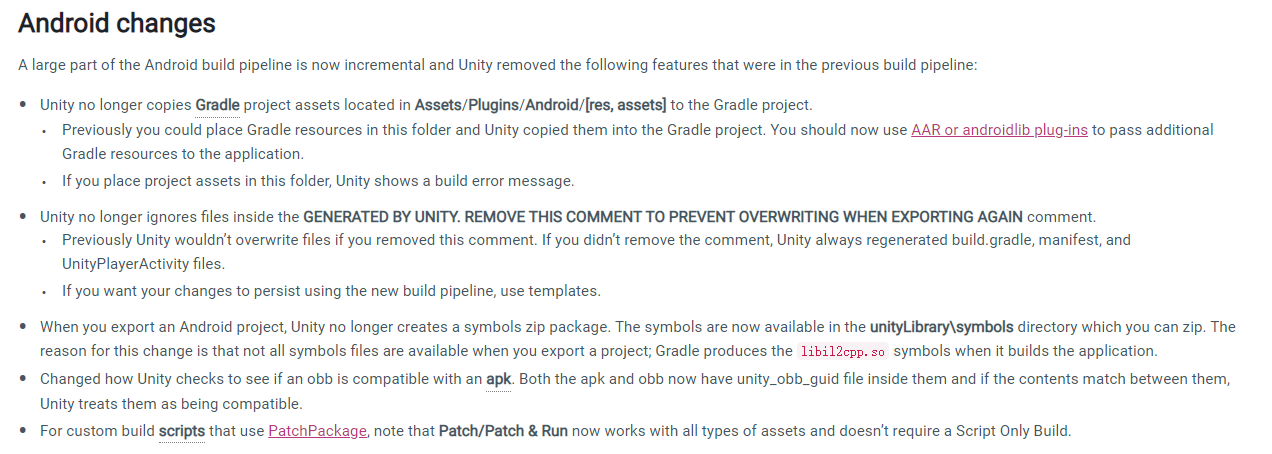 Android changes
A large part of the Android build pipeline is now incremental and Unity removed the following features that were in the previous build pipeline:
• Unity no longer copies Gradle project assets located in Assets/Plugins/Android/[res, assets] to the Gradle project.
• Previously you could place Gradle resources in this folder and Unity copied them into the Gradle project. You should now use AAR or androidlib plug-ins to pass additional
Gradle resources to the application.
• If you place project assets in this folder, Unity shows a build error message.
• Unity no longer ignores files inside the GENERATED BY UNITY. REMOVE THIS COMMENT TO PREVENT OVERWRITING WHEN EXPORTING AGAIN comment.
• Previously Unity wouldn’t overwrite files if you removed this comment. If you didn’t remove the comment, Unity always regenerated build.gradle, manifest, and
UnityPlayerActivity files.
• If you want your changes to persist using the new build pipeline, use templates.
• When you export an Android project, Unity no longer creates a symbols zip package. The symbols are now available in the unityLibrary\symbols directory which you can zip. The
reason for this change is that not all symbols files are available when you export a project; Gradle produces the libil2cpp.so symbols when it builds the application.
• Changed how Unity checks to see if an obb is compatible with an apk. Both the apk and obb now have unity_obb_guid file inside them and if the contents match between them,
Unity treats them as being compatible.
• For custom build scripts that use PatchPackage, note that Patch/Patch & Run now works with all types of assets and doesn’t require a Script Only Build.